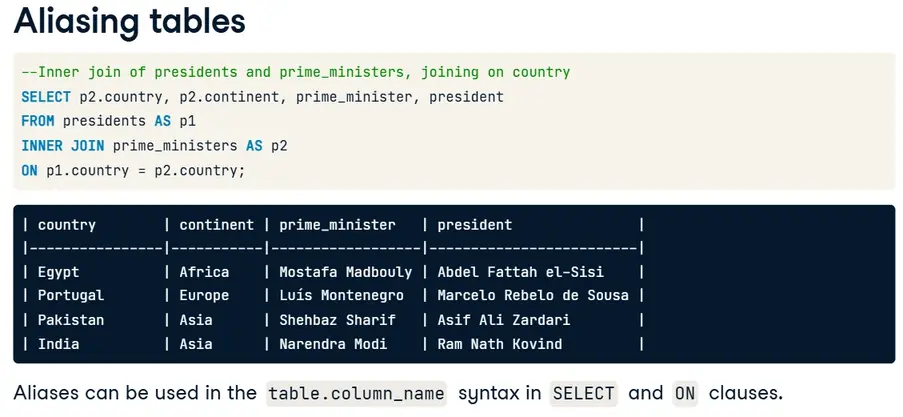 Aliasing tables
--Inner join of presidents and prime_ministers, joining on country
SELECT p2.country, p2.continent, prime_minister, president
FROM presidents AS p1
INNER JOIN prime_ministers AS p2
ON p1.country = p2.country;
| country        | continent | prime_minister   | president               |
|----------------|-----------|------------------|-------------------------|
| Egypt          | Africa    | Mostafa Madbouly | Abdel Fattah el-Sisi    |
| Portugal       | Europe    | Luís Montenegro  | Marcelo Rebelo de Sousa |
| Pakistan       | Asia      | Shehbaz Sharif   | Asif Ali Zardari        |
| India          | Asia      | Narendra Modi    | Ram Nath Kovind         |
Aliases can be used in the table.column_name syntax in SELECT and ON clauses.